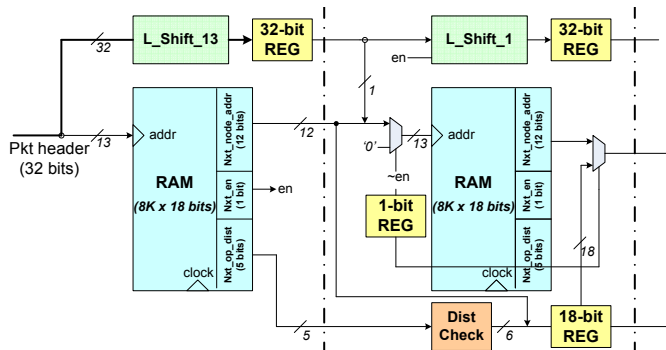 32
L_Shift_13
32-bit
REG
L_Shift_1
32-bit
REG
en
1
Pkt header
(32 bits)
13
addr
RAM
(8K x 18 bits)
clock
Nxt_node_addr
(12 bits)
Nxt_en
(1 bit)
Nxt_op_dist
(5 bits)
12
en
'0'
13
~en
1-bit
REG
addr
RAM
(8K x 18 bits)
clock
Nxt_node_addr
(12 bits)
Nxt_en
(1 bit)
Nxt_op_dist
(5 bits)
18
5
Dist
Check
6
18-bit
REG